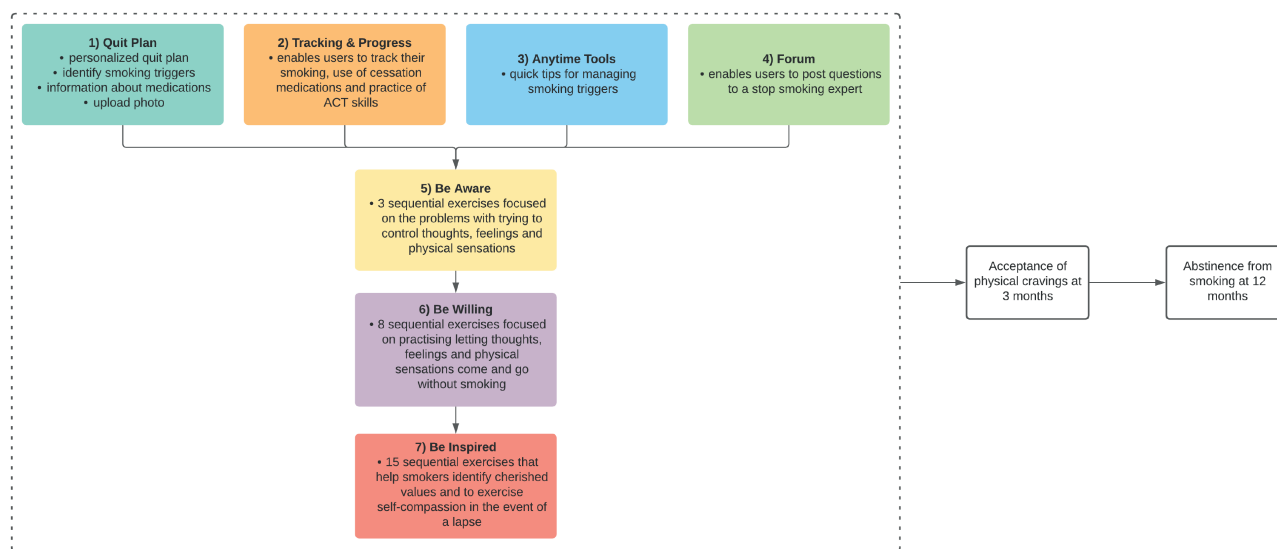 1) Quit Plan
• personalized quit plan
• identify smoking triggers
• information about medications
• upload photo
2) Tracking & Progress
• enables users to track their
smoking, use of cessation
medications and practice of
ACT skills
3) Anytime Tools
• quick tips for managing
smoking triggers
4) Forum
• enables users to post questions
to a stop smoking expert
5) Be Aware
• 3 sequential exercises focused
on the problems with trying to
control thoughts, feelings and
physical sensations
6) Be Willing
• 8 sequential exercises focused
on practising letting thoughts,
feelings and physical
sensations come and go
without smoking
7) Be Inspired
• 15 sequential exercises that
help smokers identify cherished
values and to exercise
self-compassion in the event of
a lapse
Acceptance of
physical cravings at
3 months
Abstinence from
smoking at 12
months